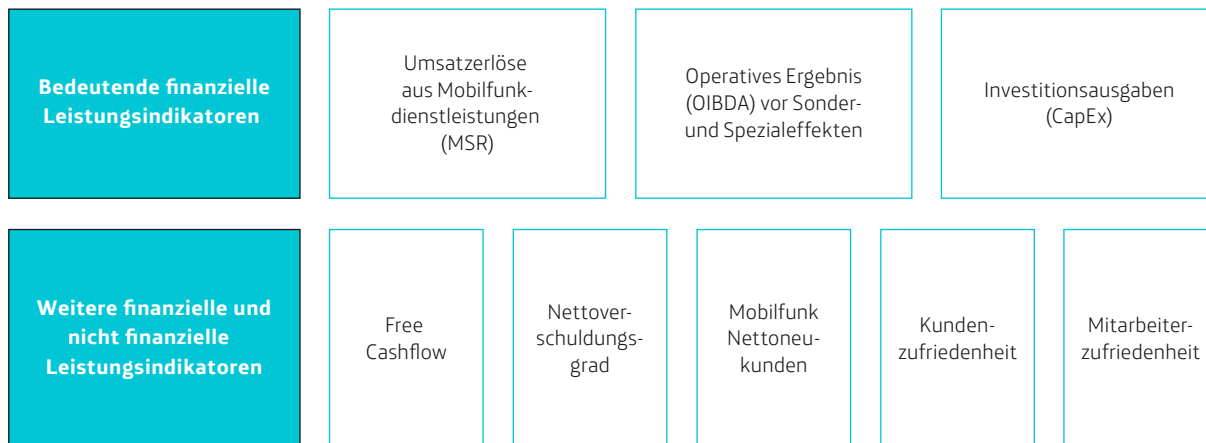 Bedeutende finanzielle
Leistungsindikatoren
Umsatzerlöse
aus Mobilfunk-
dienstleistungen
(MSR)
Operatives Ergebnis
(OIBDA) vor Sonder-
und Spezialeffekten
Investitionsausgaben
(CapEx)
Weitere finanzielle und
nicht finanzielle
Leistungsindikatoren
Free
Cashflow
Nettover-
schuldungs-
grad
Mobilfunk
Nettoneu-
kunden
Kunden-
zufriedenheit
Mitarbeiter-
zufriedenheit